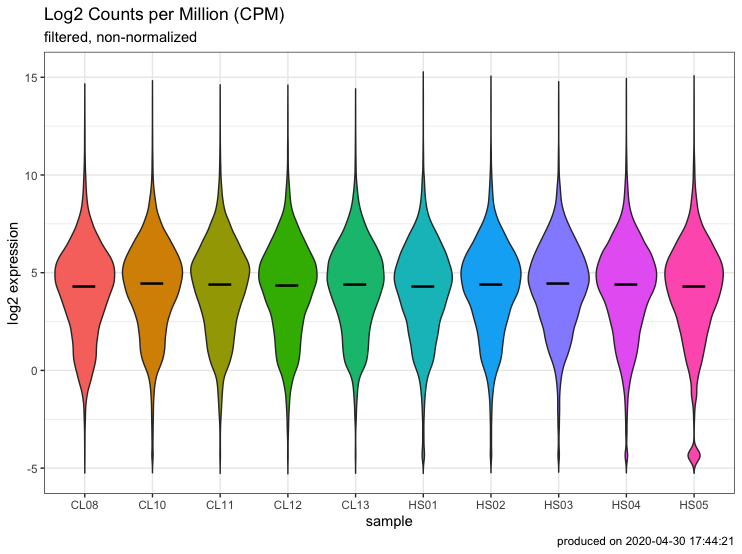 Log2 Counts per Million (CPM)
filtered, non-normalized
log2 expression
15
10
5
0
-5
CL08 CL10 CL11 CL12 CL13 HS01 HS02 HS03 HS04 HS05
sample
produced on 2020-04-30 17:44:21